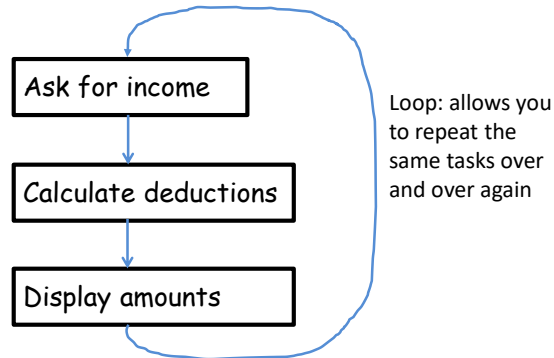 Ask for income
Calculate deductions
Display amounts
Loop: allows you
to repeat the
same tasks over
and over again